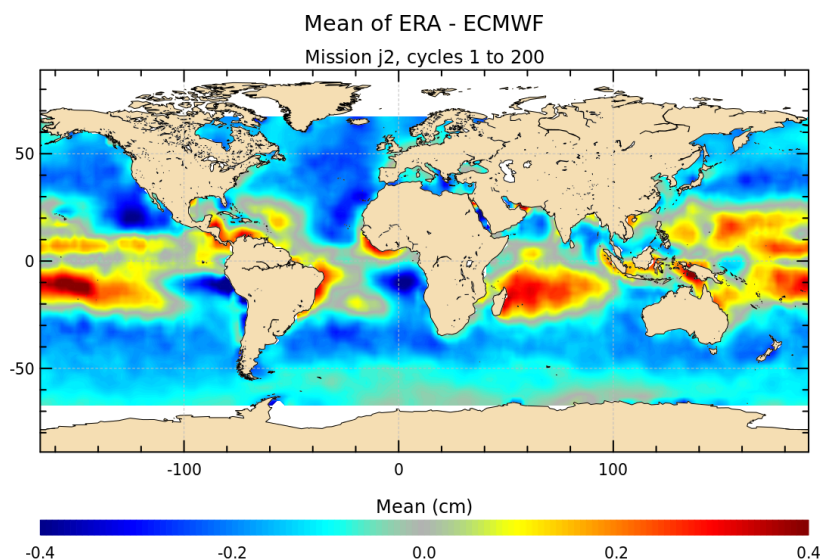 Mean of ERA - ECMWF
Mission j2, cycles 1 to 200
50
0
-50
-100 0 100
Mean (cm)
-0.4 -0.2 0.0 0.2 0.4